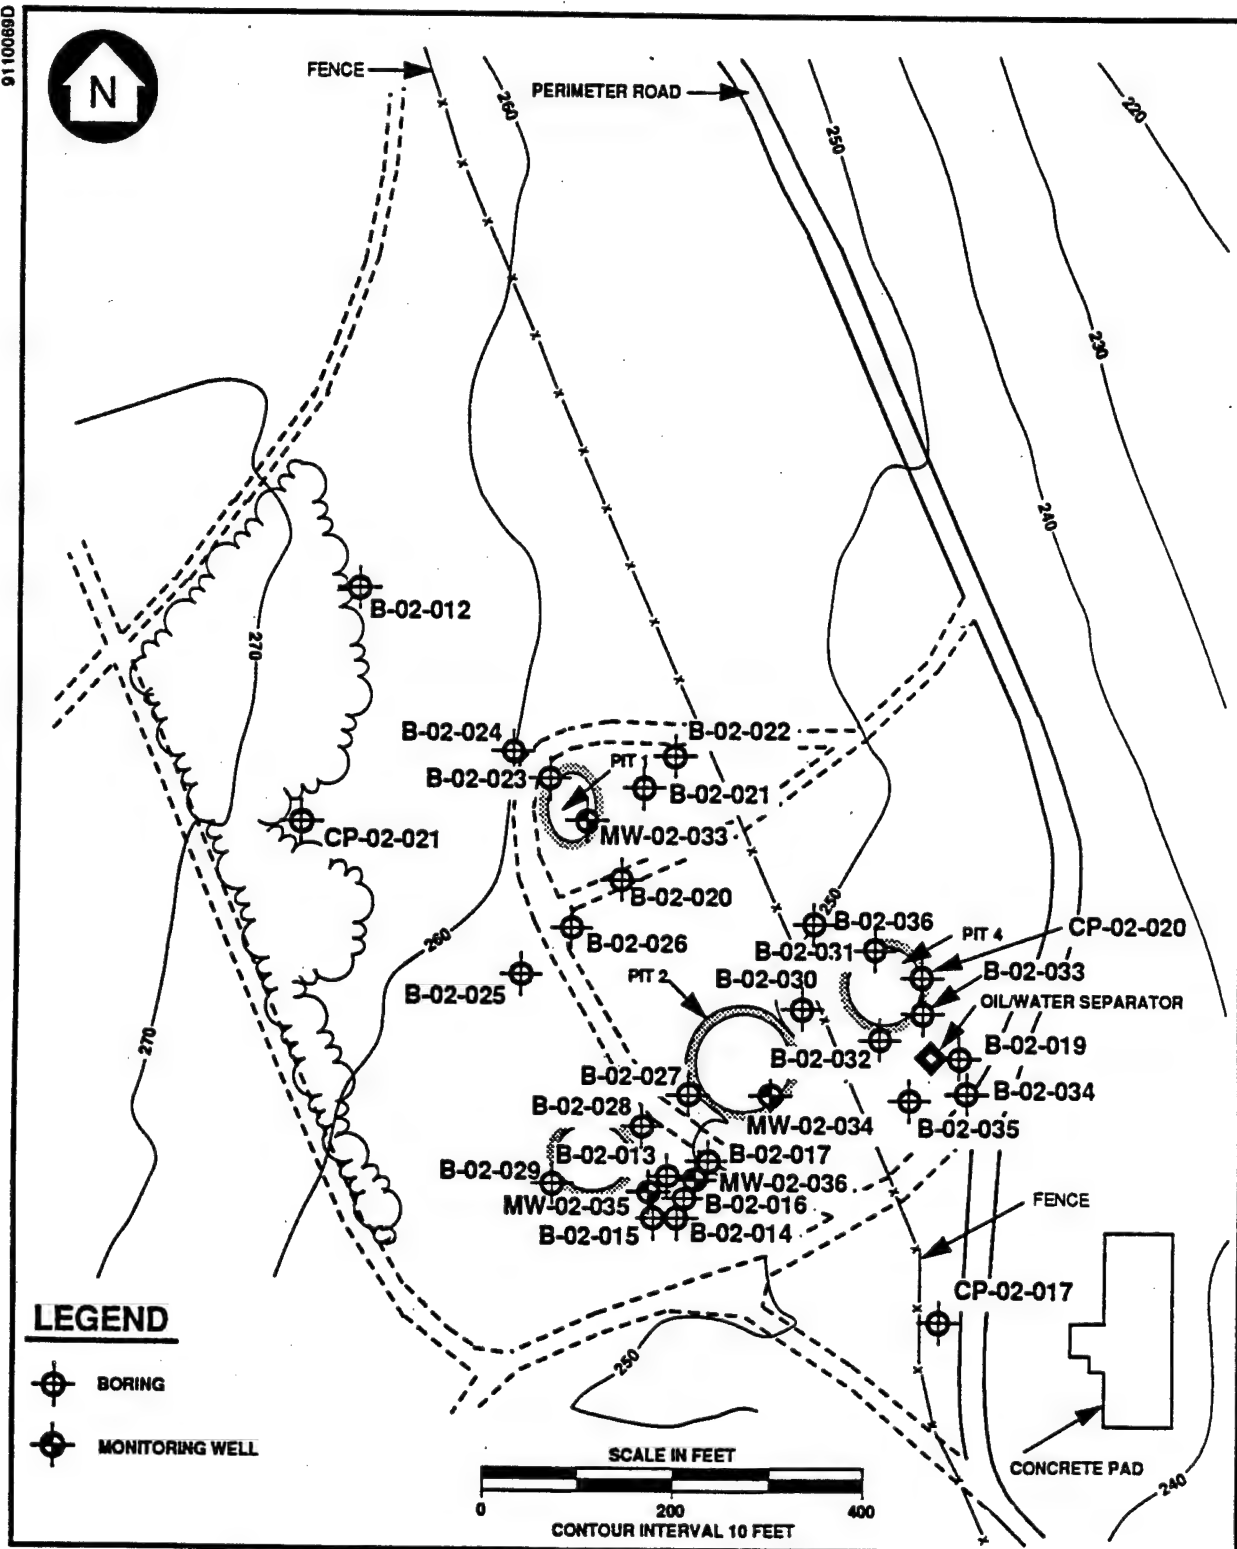 9110069D
N
FENCE
260
PERIMETER ROAD
250
220
230
240
B-02-012
270
B-02-024
B-02-022
PIT 1
B-02-023
B-02-021
CP-02-021
MW-02-033
B-02-020
250
B-02-036
CP-02-020
B-02-026
B-02-031
PIT 4
260
B-02-033
B-02-025
PIT 2
B-02-030
OIL/WATER SEPARATOR
270
B-02-032
B-02-019
B-02-027
B-02-034
B-02-028
MW-02-034
B-02-035
B-02-013
B-02-017
B-02-029
MW-02-036
MW-02-035
B-02-016
B-02-015
B-02-014
FENCE
CP-02-017
LEGEND
250
BORING
MONITORING WELL
SCALE IN FEET
CONCRETE PAD
240
0
200
400
CONTOUR INTERVAL 10 FEET